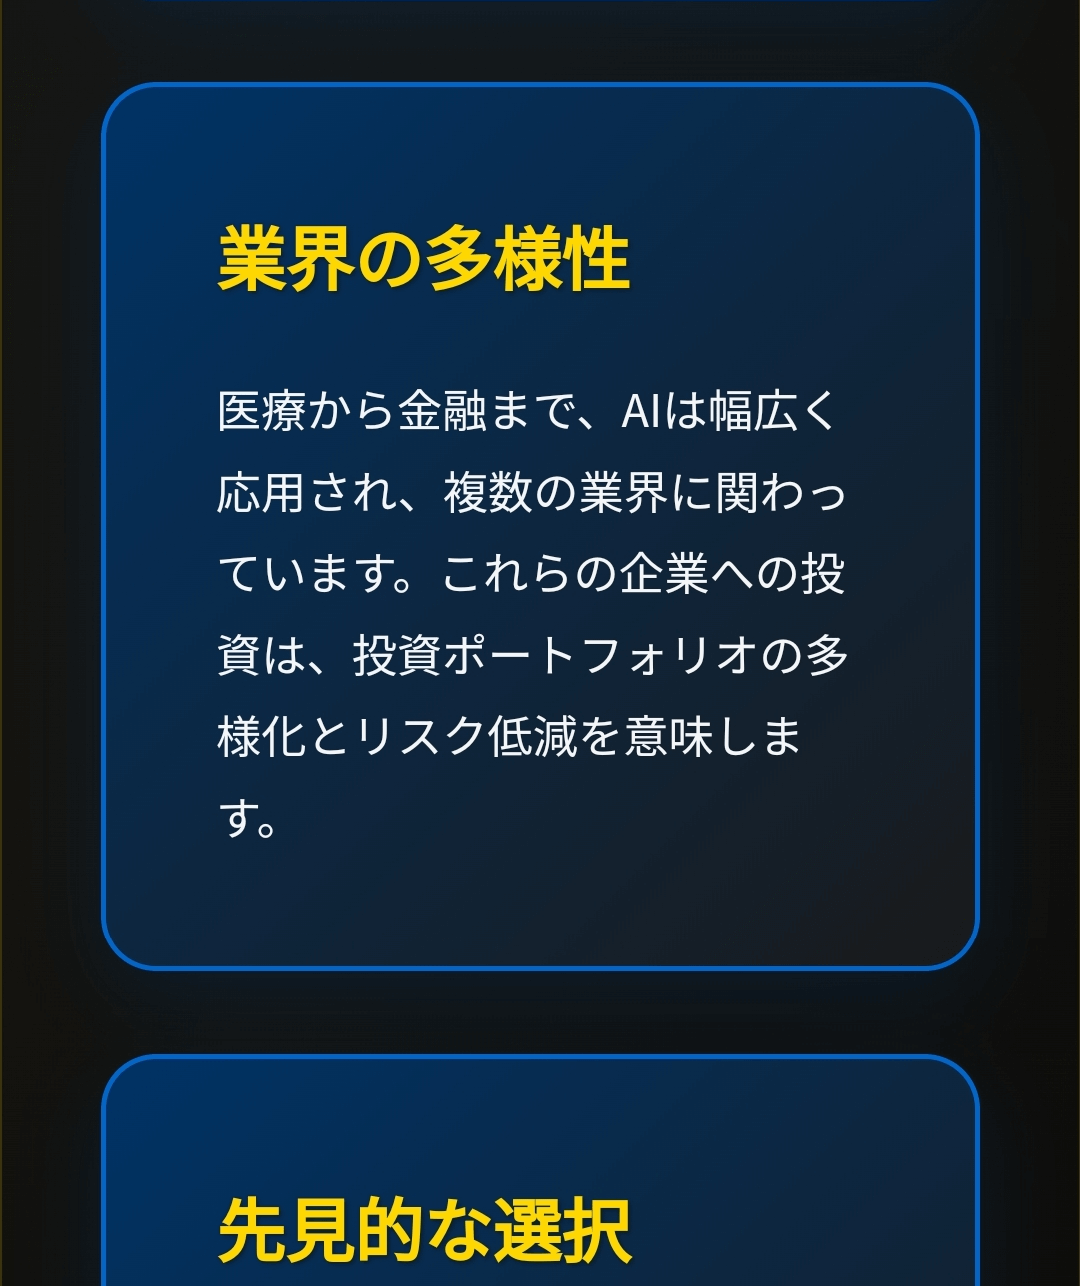 業界の多様性
医療から金融まで、AIは幅広く
応用され、複数の業界に関わっ
ています。これらの企業への投
資は、投資ポートフォリオの多
様化とリスク低減を意味しま
す。
先見的な選択